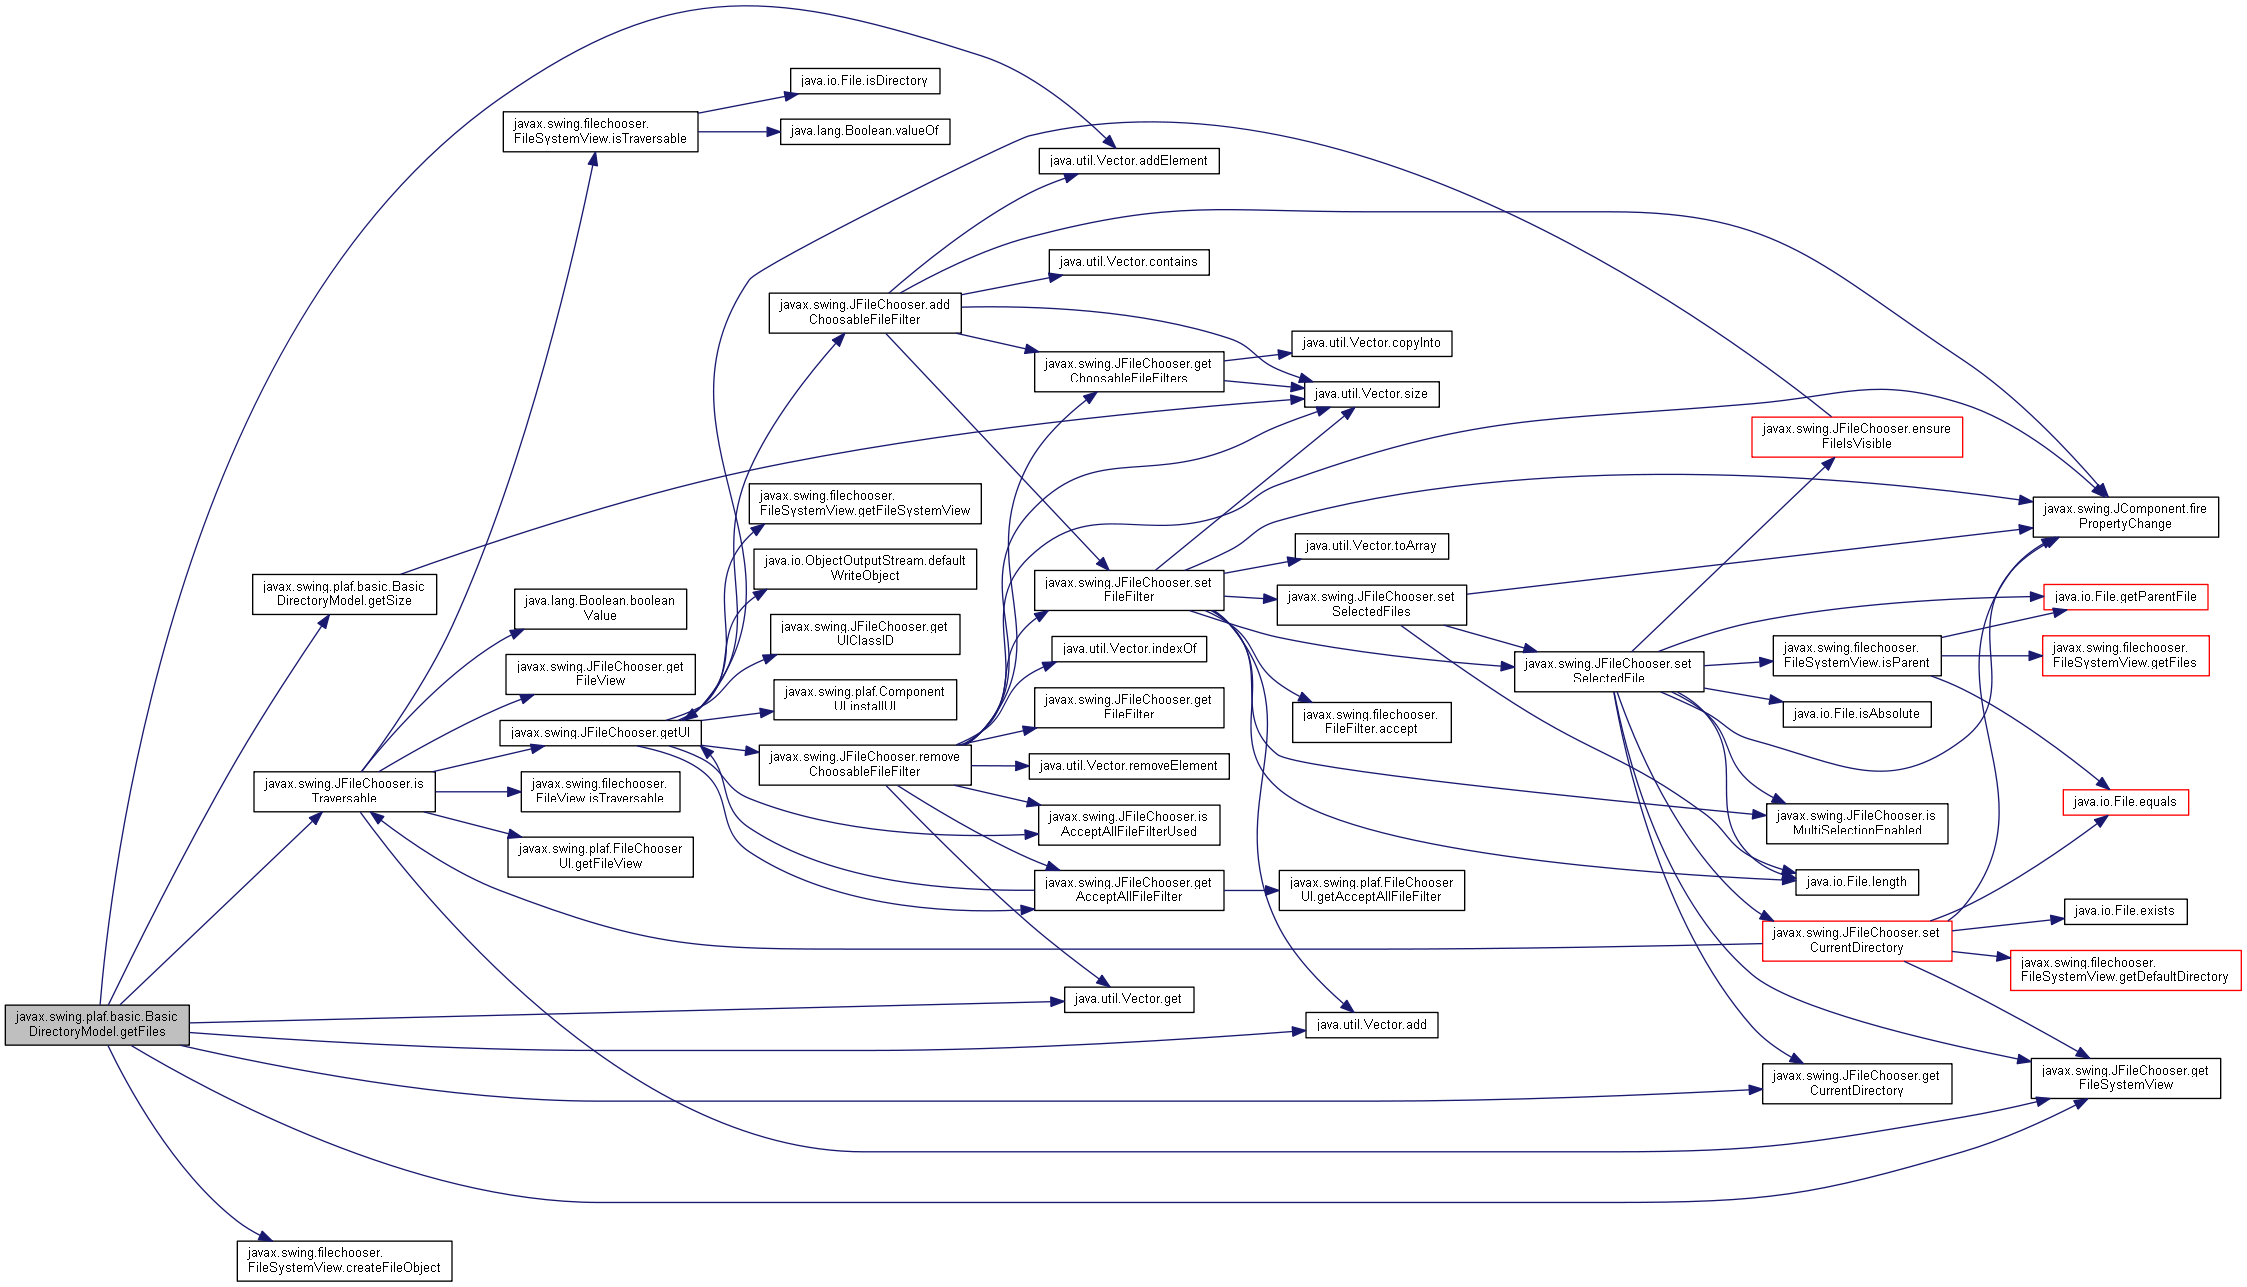 java.io.File.isDirectory
javax.swing.filechooser.
FileSystemView.isTraversable
java.lang.Boolean.valueOf
java.util.Vector.addElement
java.util.Vector.contains
javax.swing.JFileChooser.add
ChoosableFileFilter
java.util.Vector.copyInto
javax.swing.JFileChooser.get
ChoosableFileFilters
java.util.Vector.size
javax.swing.JFileChooser.ensure
FileIsVisible
javax.swing.filechooser.
FileSystemView.getFileSystemView
javax.swing.JComponent.fire
PropertyChange
java.util.Vector.toArray
java.io.ObjectOutputStream.default
WriteObject
javax.swing.plaf.basic.Basic
DirectoryModel.getSize
javax.swing.JFileChooser.set
FileFilter
javax.swing.JFileChooser.set
SelectedFiles
java.io.File.getParentFile
java.lang.Boolean.boolean
Value
javax.swing.JFileChooser.get
UIClassID
java.util.Vector.indexOf
javax.swing.filechooser.
FileSystemView.isParent
javax.swing.filechooser.
FileSystemView.getFiles
javax.swing.JFileChooser.get
FileView
javax.swing.JFileChooser.set
SelectedFile
javax.swing.plaf.Component
UI.installUI
javax.swing.JFileChooser.get
FileFilter
java.io.File.isAbsolute
javax.swing.filechooser.
FileFilter.accept
javax.swing.JFileChooser.getUI
javax.swing.JFileChooser.remove
ChoosableFileFilter
java.util.Vector.removeElement
javax.swing.JFileChooser.is
Traversable
javax.swing.filechooser.
FileView.isTraversable
java.io.File.equals
javax.swing.JFileChooser.is
AcceptAllFileFilterUsed
javax.swing.JFileChooser.is
MultiSelectionEnabled
javax.swing.plaf.FileChooser
UI.getFileView
java.io.File.length
javax.swing.JFileChooser.get
AcceptAllFileFilter
javax.swing.plaf.FileChooser
UI.getAcceptAllFileFilter
java.io.File.exists
javax.swing.JFileChooser.set
CurrentDirectory
javax.swing.filechooser.
FileSystemView.getDefaultDirectory
java.util.Vector.get
javax.swing.plaf.basic.Basic
DirectoryModel.getFiles
java.util.Vector.add
javax.swing.JFileChooser.get
CurrentDirectory
javax.swing.JFileChooser.get
FileSystemView
javax.swing.filechooser.
FileSystemView.createFileObject